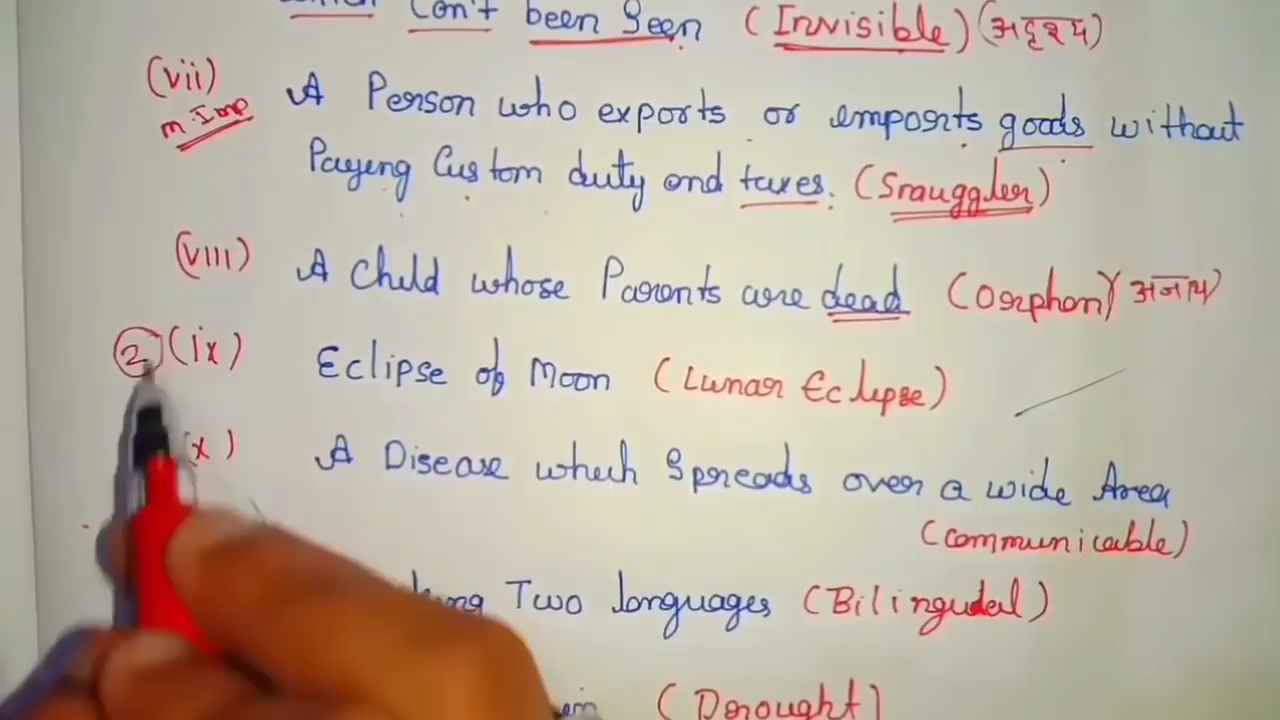 Can't been Seen (Invisible) (अदृश्य)
(vii) A Person who exports or imports goods without
m.Imp
Paying Custom duty and taxes. (Smuggler)
(viii) A Child whose Parents are dead (Orphan) अनाथ)
2 (ix) Eclipse of Moon (Lunar Eclipse)
(x) A Disease which Spreads over a wide Area
(communicable)
Two languages (Bilingual)
(Drought)